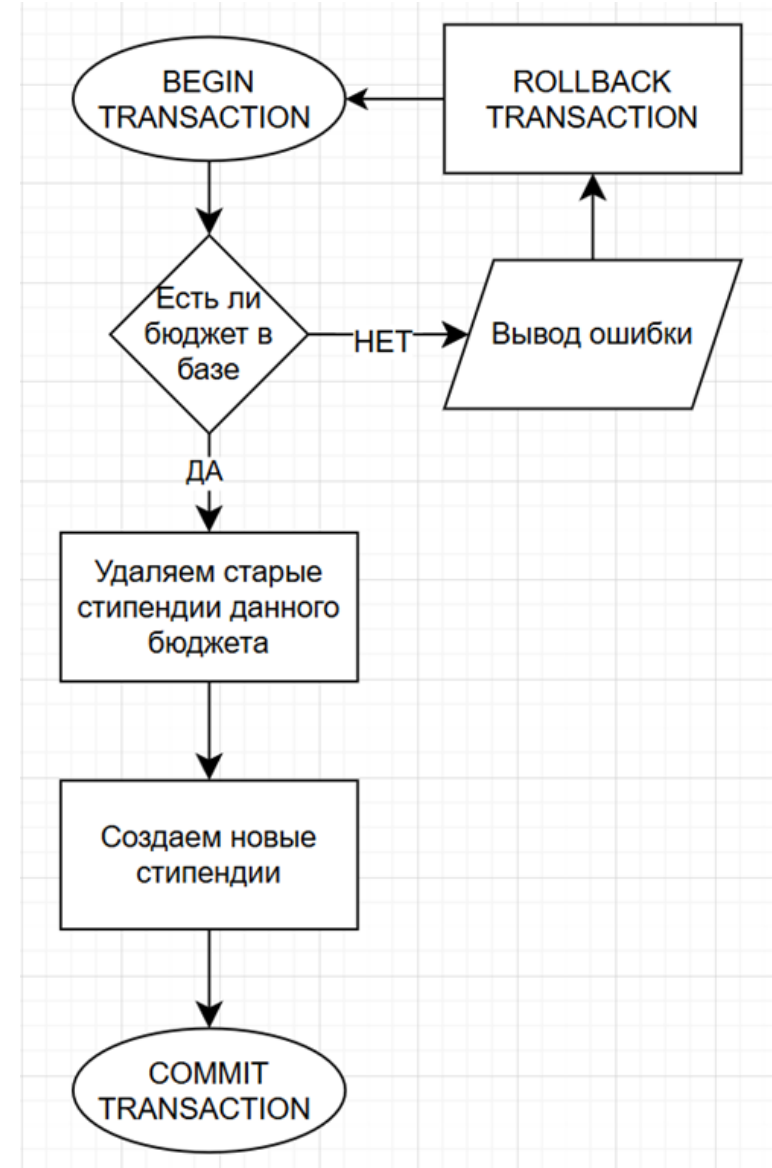 BEGIN
TRANSACTION
ROLLBACK
TRANSACTION
Есть ли
бюджет в
базе
НЕТ
Вывод ошибки
ДА
Удаляем старые
стипендии данного
бюджета
Создаем новые
стипендии
COMMIT
TRANSACTION